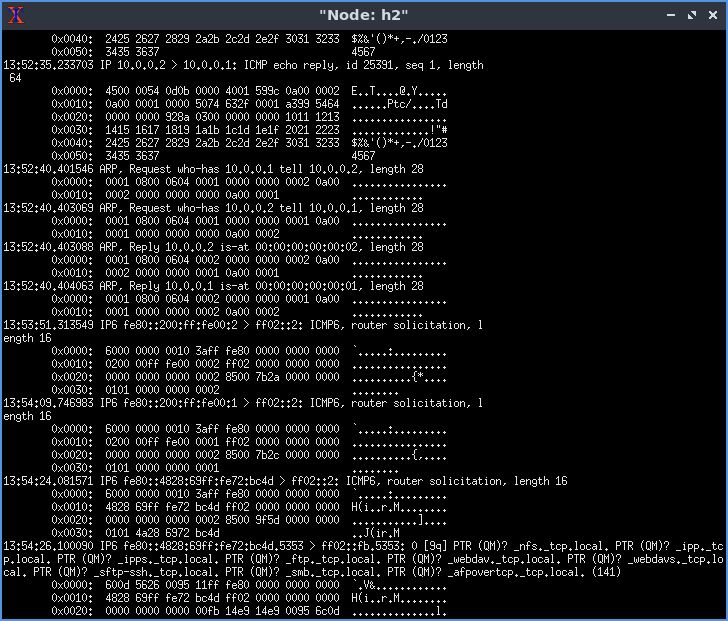 "Node: h2"
0x0040:  2425 2627 2829 2a2b 2c2d 2e2f 3031 3233  $%&'()*+,-./0123
0x0050:  3435 3637                                4567
13:52:35.233703 IP 10.0.0.2 > 10.0.0.1: ICMP echo reply, id 25391, seq 1, length
 64
0x0000:  4500 0054 0d0b 0000 4001 599c 0a00 0002  E..T....@.Y.....
0x0010:  0a00 0001 0000 5074 632f 0001 a399 5464  ......Ptc/....Td
0x0020:  0000 0000 928a 0300 0000 0000 1011 1213  ................
0x0030:  1415 1617 1819 1a1b 1c1d 1e1f 2021 2223  .............!"#
0x0040:  2425 2627 2829 2a2b 2c2d 2e2f 3031 3233  $%&'()*+,-./0123
0x0050:  3435 3637                                4567
13:52:40.401546 ARP, Request who-has 10.0.0.1 tell 10.0.0.2, length 28
0x0000:  0001 0800 0604 0001 0000 0000 0002 0a00  ................
0x0010:  0002 0000 0000 0000 0a00 0001            ............
13:52:40.403069 ARP, Request who-has 10.0.0.2 tell 10.0.0.1, length 28
0x0000:  0001 0800 0604 0001 0000 0000 0001 0a00  ................
0x0010:  0001 0000 0000 0000 0a00 0002            ............
13:52:40.403088 ARP, Reply 10.0.0.2 is-at 00:00:00:00:00:02, length 28
0x0000:  0001 0800 0604 0002 0000 0000 0002 0a00  ................
0x0010:  0002 0000 0000 0001 0a00 0001            ............
13:52:40.404063 ARP, Reply 10.0.0.1 is-at 00:00:00:00:00:01, length 28
0x0000:  0001 0800 0604 0002 0000 0000 0001 0a00  ................
0x0010:  0001 0000 0000 0002 0a00 0002            ............
13:53:51.313549 IP6 fe80::200:ff:fe00:2 > ff02::2: ICMP6, router solicitation, l
ength 16
0x0000:  6000 0000 0010 3aff fe80 0000 0000 0000  `.....:.........
0x0010:  0200 00ff fe00 0002 ff02 0000 0000 0000  ................
0x0020:  0000 0000 0000 0002 8500 7b2a 0000 0000  ..........{*....
0x0030:  0101 0000 0000 0002                      ........
13:54:09.746983 IP6 fe80::200:ff:fe00:1 > ff02::2: ICMP6, router solicitation, l
ength 16
0x0000:  6000 0000 0010 3aff fe80 0000 0000 0000  `.....:.........
0x0010:  0200 00ff fe00 0001 ff02 0000 0000 0000  ................
0x0020:  0000 0000 0000 0002 8500 7b2c 0000 0000  ..........{,....
0x0030:  0101 0000 0000 0001                      ........
13:54:24.081571 IP6 fe80::4828:69ff:fe72:bc4d > ff02::2: ICMP6, router solicitation, length 16
0x0000:  6000 0000 0010 3aff fe80 0000 0000 0000  `.....:.........
0x0010:  4828 69ff fe72 bc4d ff02 0000 0000 0000  H(i..r.M........
0x0020:  0000 0000 0000 0002 8500 9f5d 0000 0000  ...........]....
0x0030:  0101 4a28 6972 bc4d                      ..J(ir.M
13:54:26.100090 IP6 fe80::4828:69ff:fe72:bc4d.5353 > ff02::fb.5353: 0 [9q] PTR (QM)? _nfs._tcp.local. PTR (QM)? _ipp._tc
p.local. PTR (QM)? _ipps._tcp.local. PTR (QM)? _ftp._tcp.local. PTR (QM)? _webdav._tcp.local. PTR (QM)? _webdavs._tcp.lo
cal. PTR (QM)? _sftp-ssh._tcp.local. PTR (QM)? _smb._tcp.local. PTR (QM)? _afpovertcp._tcp.local. (141)
0x0000:  600d 5626 0095 11ff fe80 0000 0000 0000  `.V&............
0x0010:  4828 69ff fe72 bc4d ff02 0000 0000 0000  H(i..r.M........
0x0020:  0000 0000 0000 00fb 14e9 14e9 0095 6c0d  ..............l.